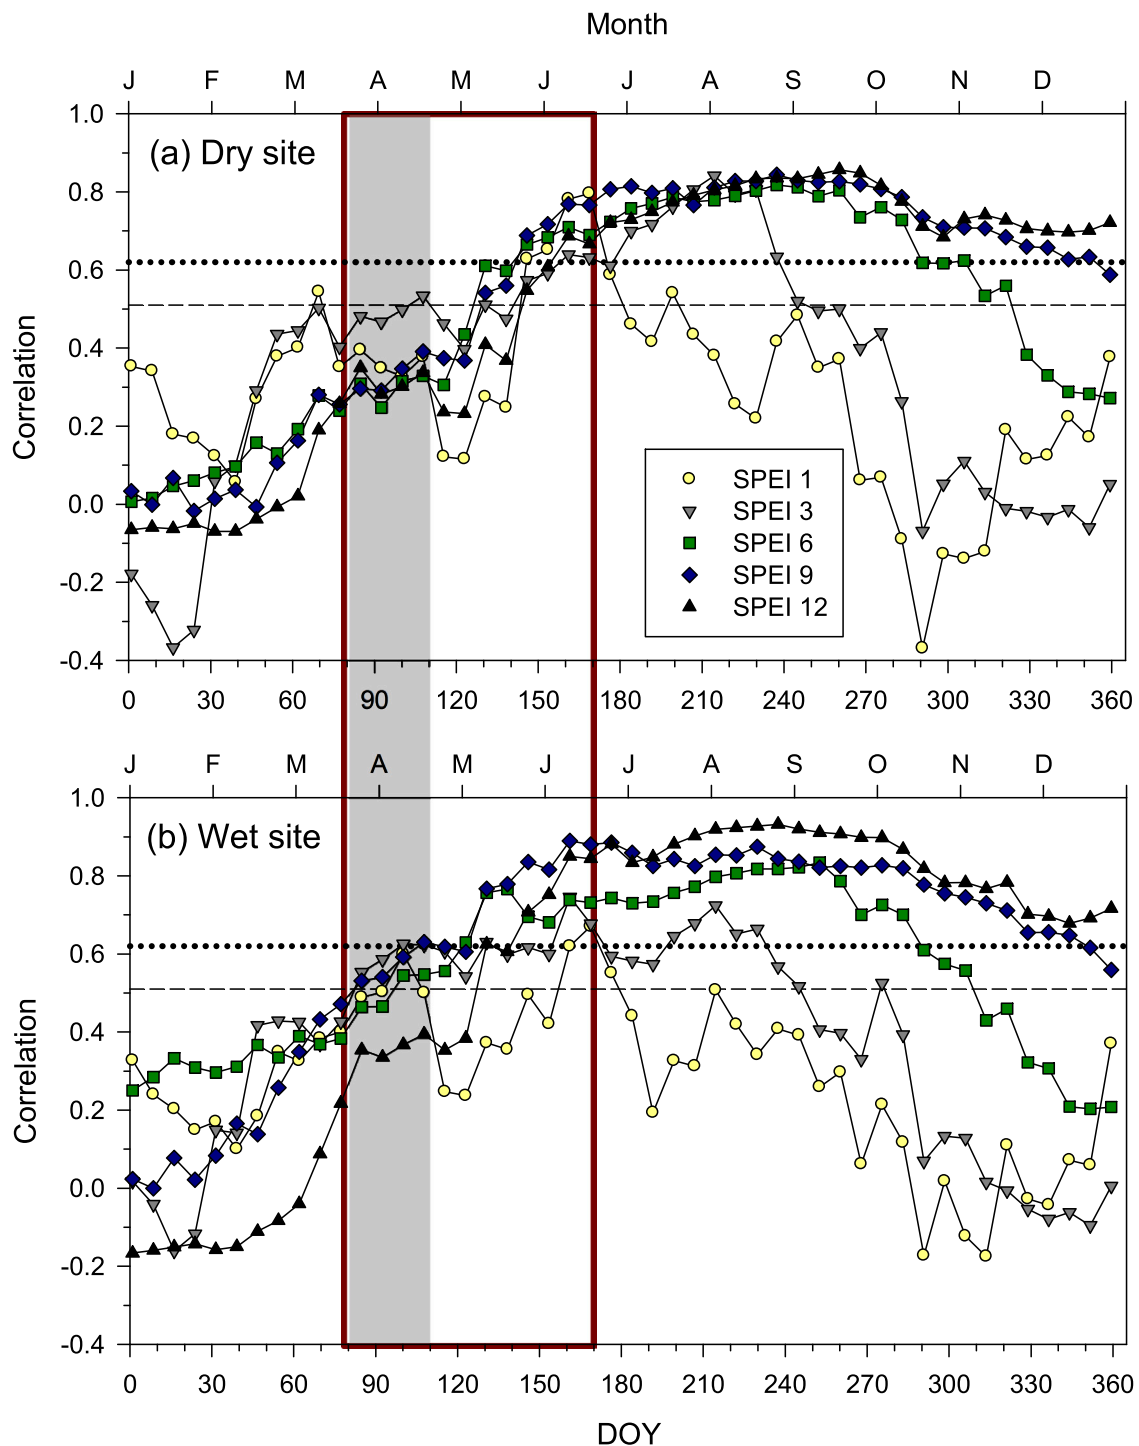 Month
J F M A M J J A S O N D
1.0
(a) Dry site
0.8
0.6
0.4
0.2
0.0
-0.2
-0.4
Correlation
SPEI 1
SPEI 3
SPEI 6
SPEI 9
SPEI 12
0 30 60 90 120 150 180 210 240 270 300 330 360
J F M A M J J A S O N D
1.0
(b) Wet site
0.8
0.6
0.4
0.2
0.0
-0.2
-0.4
Correlation
0 30 60 90 120 150 180 210 240 270 300 330 360
DOY